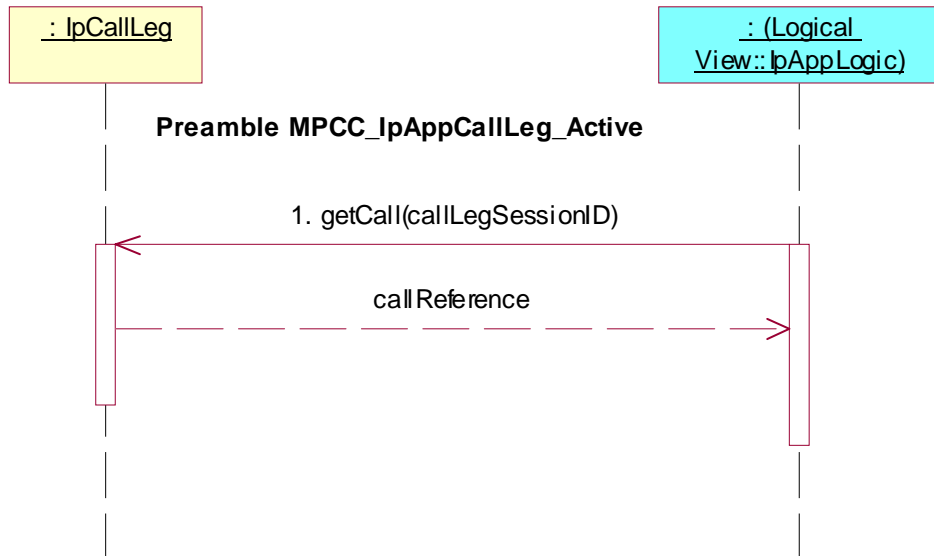 : IpCallLeg
: (Logical
View::IpAppLogic)
Preamble MPCC_IpAppCallLeg_Active
1. getCall(callLegSessionID)
callReference